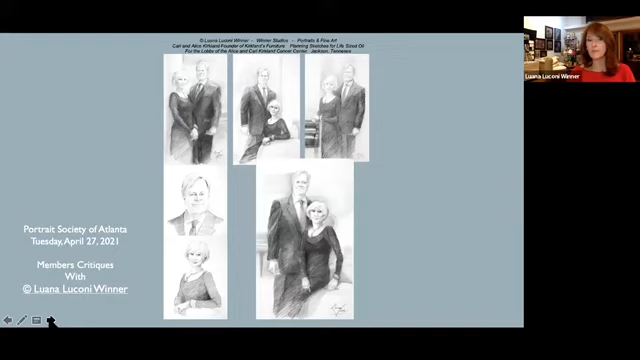 © Luana Luconi Winner - Winner Studios - Portraits & Fine Art
Carl and Alice Kirkland Founder of Kirkland's Furniture Planning Sketches for Life Sized Oil
For the Lobby of the Alice and Carl Kirkland Cancer Center Jackson, Tennessee
Luana Luconi Winner
Portrait Society of Atlanta
Tuesday, April 27, 2021
Members Critiques
With
© Luana Luconi Winner